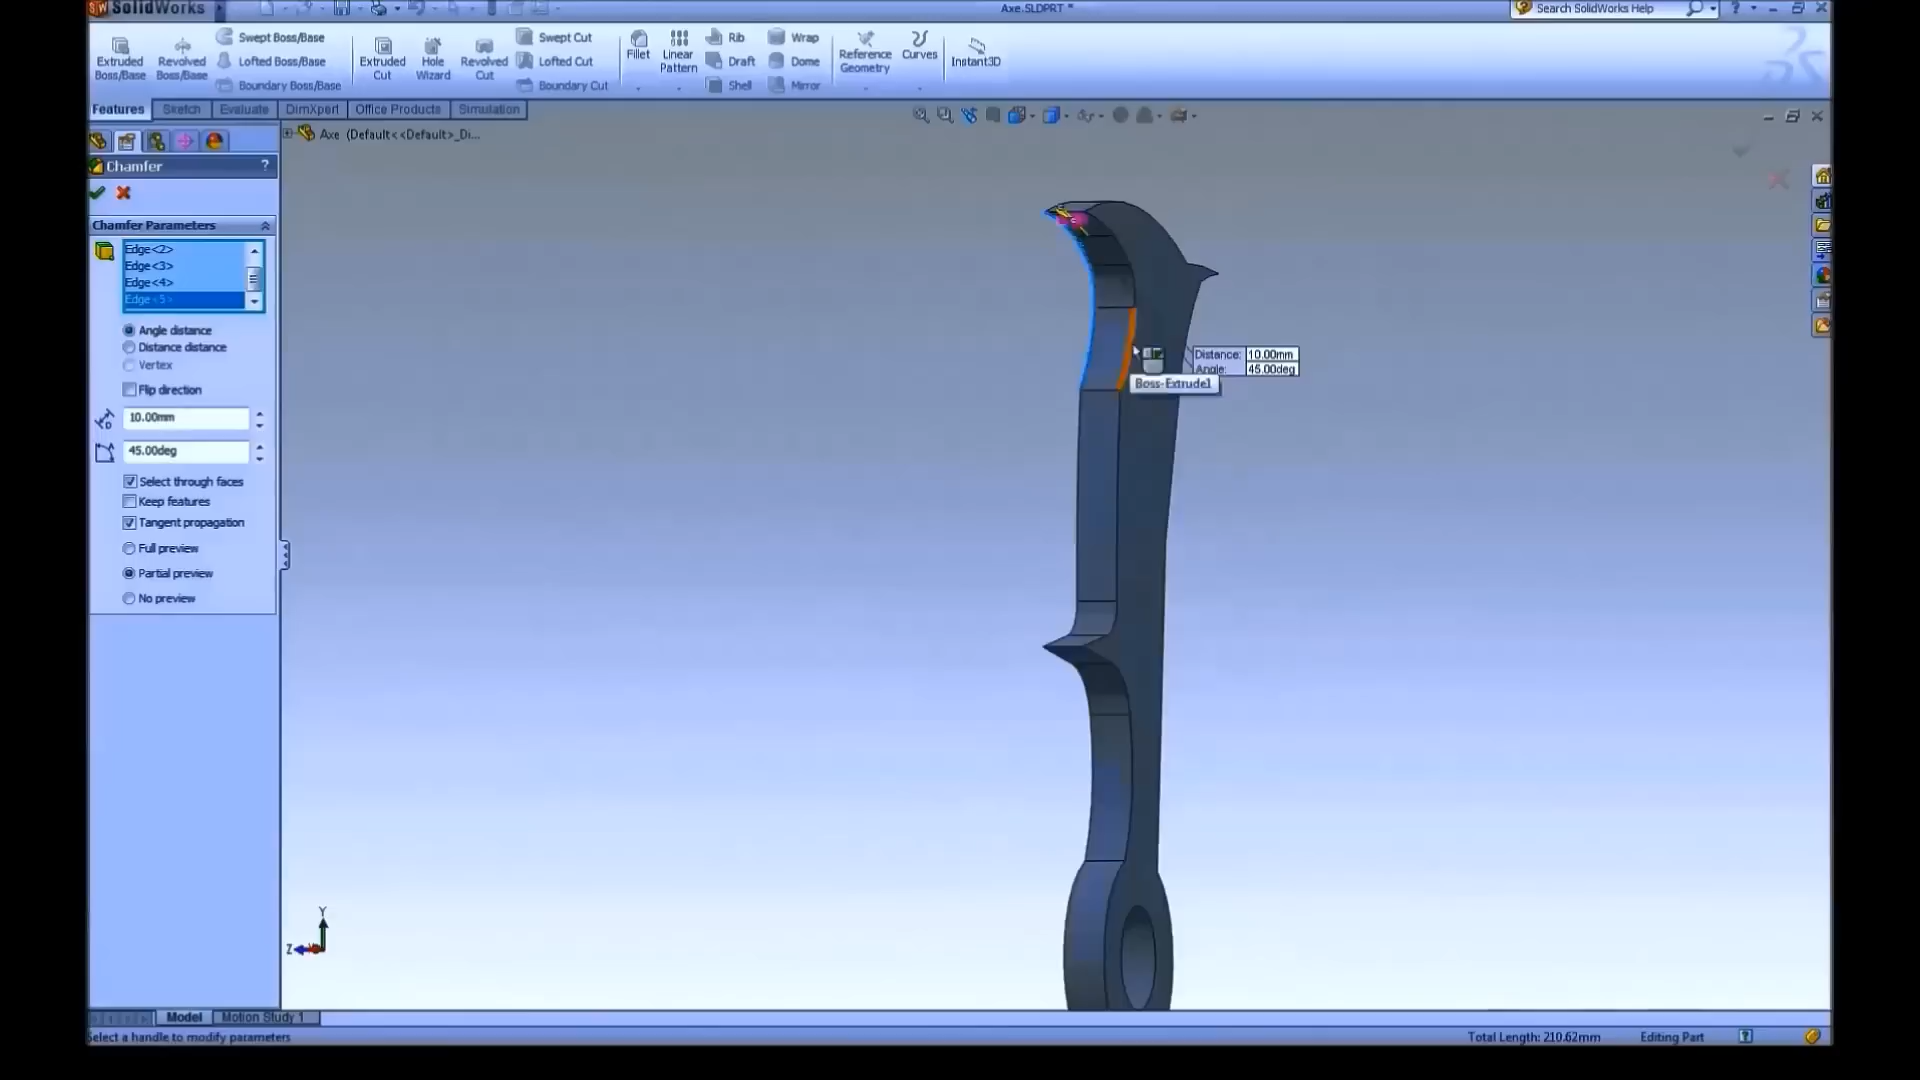 SolidWorks
Axe.SLDPRT *
Search SolidWorks Help
Extruded Boss/Base
Revolved Boss/Base
Swept Boss/Base
Lofted Boss/Base
Boundary Boss/Base
Extruded Cut
Hole Wizard
Revolved Cut
Swept Cut
Lofted Cut
Boundary Cut
Fillet
Linear Pattern
Rib
Draft
Shell
Wrap
Dome
Mirror
Reference Geometry
Curves
Instant3D
Features
Sketch
Evaluate
DimXpert
Office Products
Simulation
Axe (Default<<Default>_Di...
Chamfer
?
Chamfer Parameters
Edge<2>
Edge<3>
Edge<4>
Edge<5>
Angle distance
Distance distance
Vertex
Flip direction
10.00mm
45.00deg
Select through faces
Keep features
Tangent propagation
Full preview
Partial preview
No preview
Distance: 10.00mm
Angle: 45.00deg
Boss-Extrude1
Y
Z
Model
Motion Study 1
Select a handle to modify parameters
Total Length: 210.62mm
Editing Part